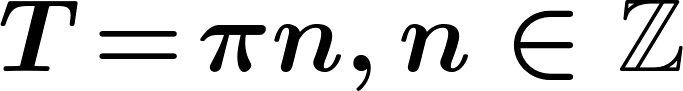 T = πn, n ∈ ℤ